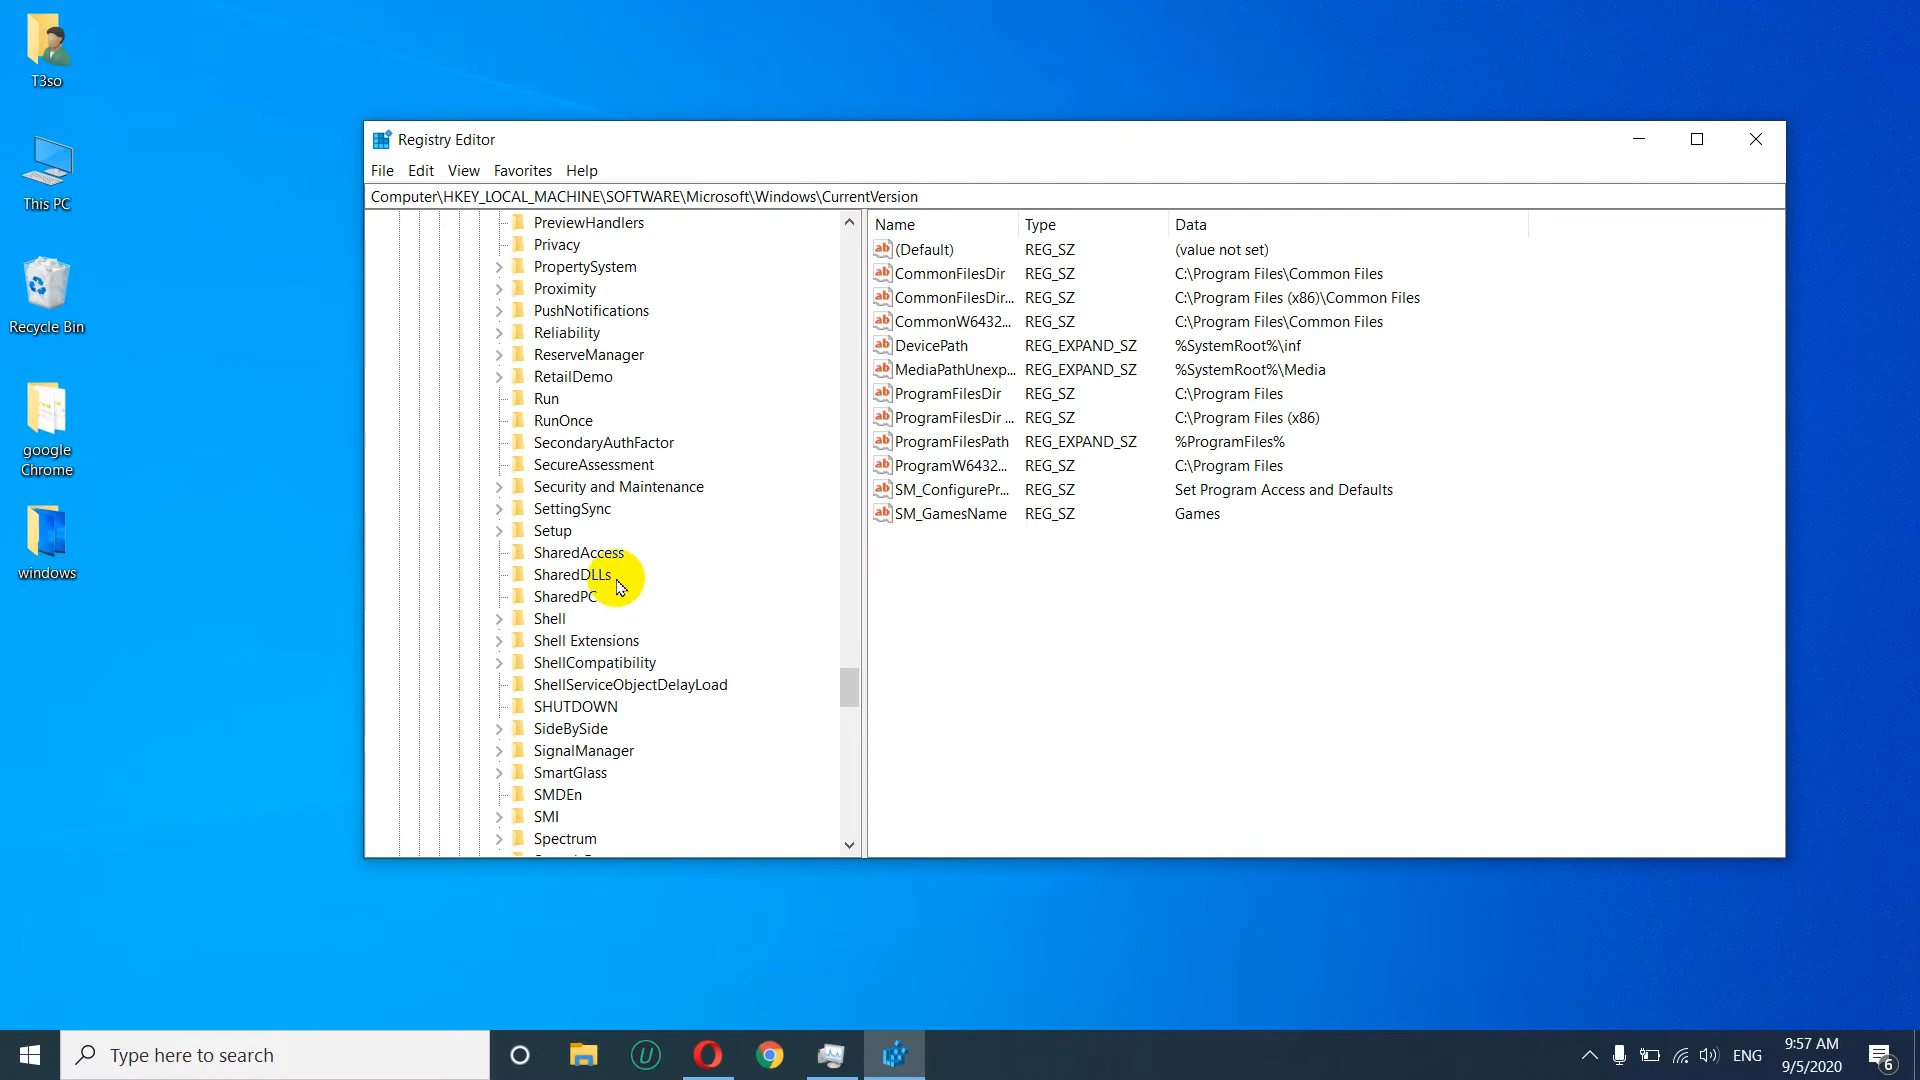 T3so
This PC
Recycle Bin
google
Chrome
windows
Registry Editor
File Edit View Favorites Help
Computer\HKEY_LOCAL_MACHINE\SOFTWARE\Microsoft\Windows\CurrentVersion
PreviewHandlers
Privacy
PropertySystem
Proximity
PushNotifications
Reliability
ReserveManager
RetailDemo
Run
RunOnce
SecondaryAuthFactor
SecureAssessment
Security and Maintenance
SettingSync
Setup
SharedAccess
SharedDLLs
SharedPC
Shell
Shell Extensions
ShellCompatibility
ShellServiceObjectDelayLoad
SHUTDOWN
SideBySide
SignalManager
SmartGlass
SMDEn
SMI
Spectrum
Name Type Data
(Default) REG_SZ (value not set)
CommonFilesDir REG_SZ C:\Program Files\Common Files
CommonFilesDir... REG_SZ C:\Program Files (x86)\Common Files
CommonW6432... REG_SZ C:\Program Files\Common Files
DevicePath REG_EXPAND_SZ %SystemRoot%\inf
MediaPathUnexp... REG_EXPAND_SZ %SystemRoot%\Media
ProgramFilesDir REG_SZ C:\Program Files
ProgramFilesDir ... REG_SZ C:\Program Files (x86)
ProgramFilesPath REG_EXPAND_SZ %ProgramFiles%
ProgramW6432... REG_SZ C:\Program Files
SM_ConfigurePr... REG_SZ Set Program Access and Defaults
SM_GamesName REG_SZ Games
Type here to search
ENG
9:57 AM
9/5/2020
6